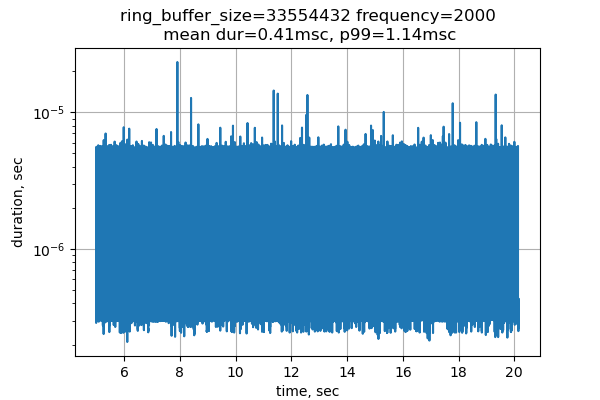 ring_buffer_size=33554432 frequency=2000
mean dur=0.41msc, p99=1.14msc
10⁻⁵
10⁻⁶
duration, sec
6 8 10 12 14 16 18 20
time, sec